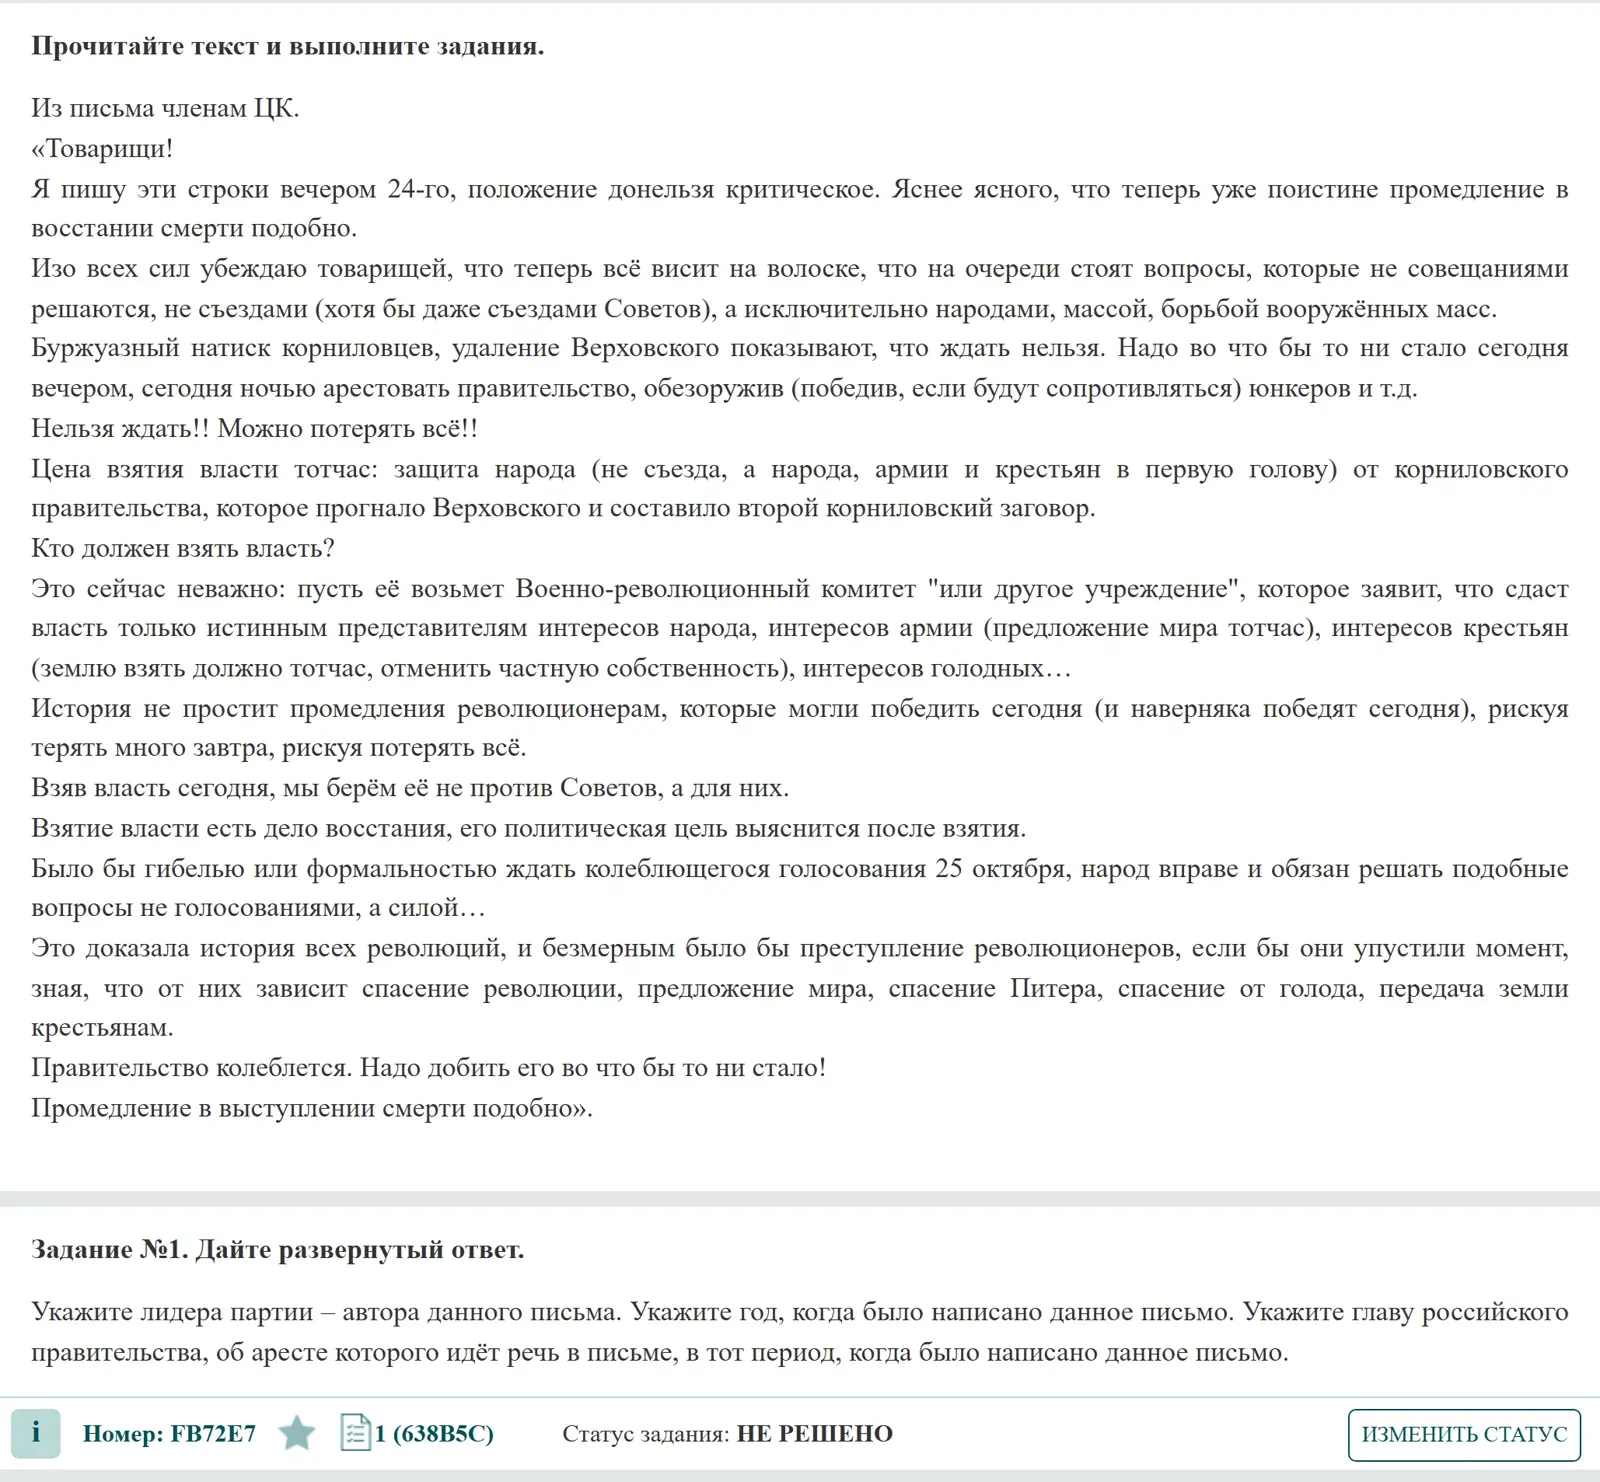 Прочитайте текст и выполните задания.
Из письма членам ЦК.
«Товарищи!
Я пишу эти строки вечером 24-го, положение донельзя критическое. Яснее ясного, что теперь уже поистине промедление в
восстании смерти подобно.
Изо всех сил убеждаю товарищей, что теперь всё висит на волоске, что на очереди стоят вопросы, которые не совещаниями
решаются, не съездами (хотя бы даже съездами Советов), а исключительно народами, массой, борьбой вооружённых масс.
Буржуазный натиск корниловцев, удаление Верховского показывают, что ждать нельзя. Надо во что бы то ни стало сегодня
вечером, сегодня ночью арестовать правительство, обезоружив (победив, если будут сопротивляться) юнкеров и т.д.
Нельзя ждать!! Можно потерять всё!!
Цена взятия власти тотчас: защита народа (не съезда, а народа, армии и крестьян в первую голову) от корниловского
правительства, которое прогнало Верховского и составило второй корниловский заговор.
Кто должен взять власть?
Это сейчас неважно: пусть её возьмет Военно-революционный комитет "или другое учреждение", которое заявит, что сдаст
власть только истинным представителям интересов народа, интересов армии (предложение мира тотчас), интересов крестьян
(землю взять должно тотчас, отменить частную собственность), интересов голодных…
История не простит промедления революционерам, которые могли победить сегодня (и наверняка победят сегодня), рискуя
терять много завтра, рискуя потерять всё.
Взяв власть сегодня, мы берём её не против Советов, а для них.
Взятие власти есть дело восстания, его политическая цель выяснится после взятия.
Было бы гибелью или формальностью ждать колеблющегося голосования 25 октября, народ вправе и обязан решать подобные
вопросы не голосованиями, а силой…
Это доказала история всех революций, и безмерным было бы преступление революционеров, если бы они упустили момент,
зная, что от них зависит спасение революции, предложение мира, спасение Питера, спасение от голода, передача земли
крестьянам.
Правительство колеблется. Надо добить его во что бы то ни стало!
Промедление в выступлении смерти подобно».
Задание №1. Дайте развернутый ответ.
Укажите лидера партии – автора данного письма. Укажите год, когда было написано данное письмо. Укажите главу российского
правительства, об аресте которого идёт речь в письме, в тот период, когда было написано данное письмо.
i Номер: FB72E7 1 (638B5C) Статус задания: НЕ РЕШЕНО ИЗМЕНИТЬ СТАТУС